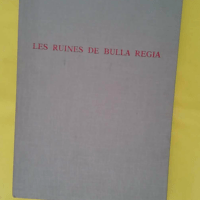 LES RUINES DE BULLA REGIA